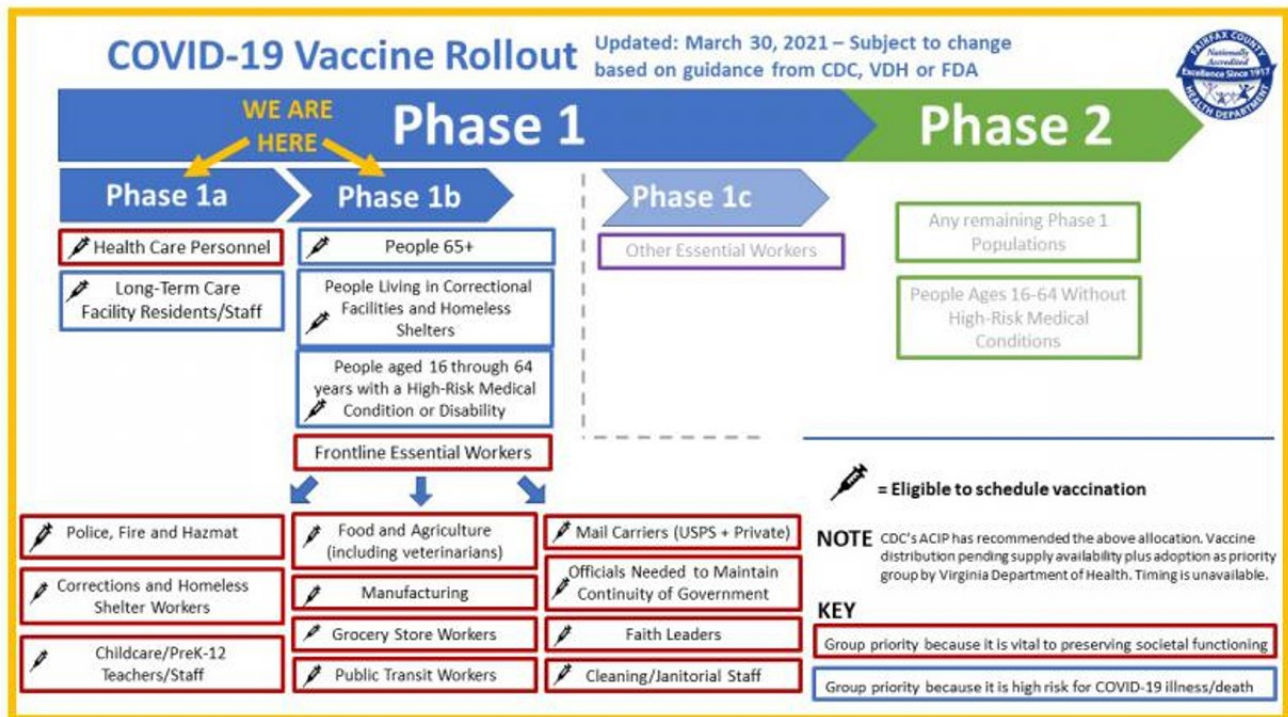 COVID-19 Vaccine Rollout
Updated: March 30, 2021 – Subject to change
based on guidance from CDC, VDH or FDA
FAIRFAX COUNTY
Nationally
Accredited
Excellence Since 1917
HEALTH DEPARTMENT
WE ARE
HERE
Phase 1
Phase 2
Phase 1a
Phase 1b
Phase 1c
Health Care Personnel
Long-Term Care
Facility Residents/Staff
People 65+
People Living in Correctional
Facilities and Homeless
Shelters
People aged 16 through 64
years with a High-Risk Medical
Condition or Disability
Frontline Essential Workers
Other Essential Workers
Any remaining Phase 1
Populations
People Ages 16-64 Without
High-Risk Medical
Conditions
Police, Fire and Hazmat
Corrections and Homeless
Shelter Workers
Childcare/PreK-12
Teachers/Staff
Food and Agriculture
(including veterinarians)
Manufacturing
Grocery Store Workers
Public Transit Workers
Mail Carriers (USPS + Private)
Officials Needed to Maintain
Continuity of Government
Faith Leaders
Cleaning/Janitorial Staff
= Eligible to schedule vaccination
NOTE CDC's ACIP has recommended the above allocation. Vaccine
distribution pending supply availability plus adoption as priority
group by Virginia Department of Health. Timing is unavailable.
KEY
Group priority because it is vital to preserving societal functioning
Group priority because it is high risk for COVID-19 illness/death